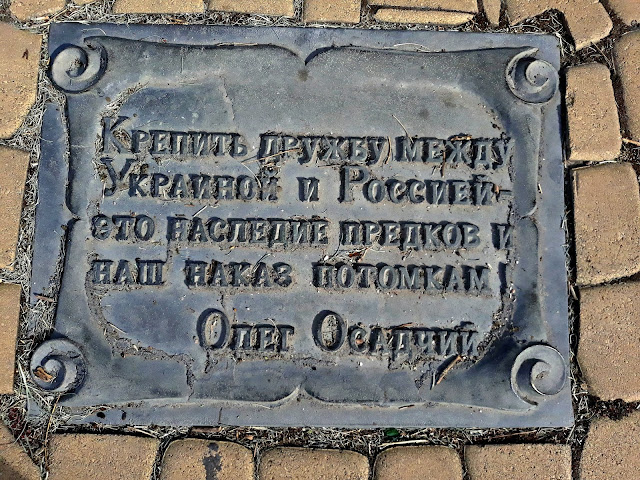 Крепить дружбу между
Украиной и Россией-
это наследие предков и
наш наказ потомкам!
Олег Осадчий